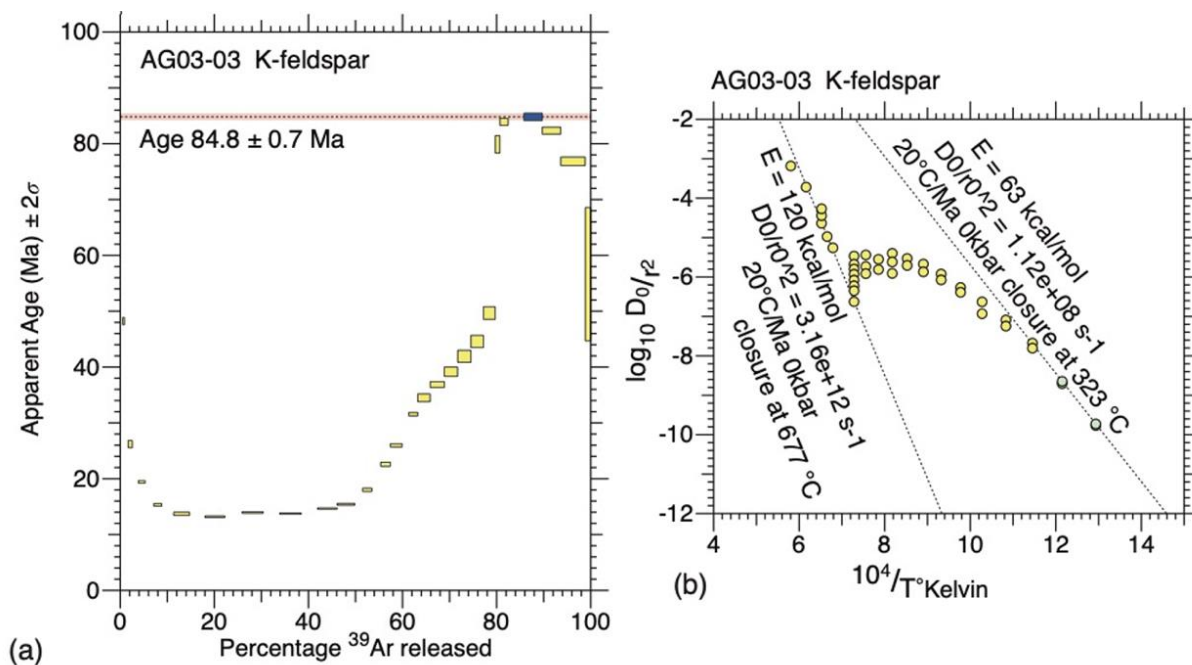 100
80
60
40
20
0
Apparent Age (Ma) ± 2σ
AG03-03 K-feldspar
Age 84.8 ± 0.7 Ma
0 20 40 60 80 100
Percentage ³⁹Ar released
(a)
AG03-03 K-feldspar
-2
-4
-6
-8
-10
-12
log₁₀ D₀/r²
E = 63 kcal/mol
D0/r0^2 = 1.12e+08 s-1
20°C/Ma 0kbar closure at 323 °C
E = 120 kcal/mol
D0/r0^2 = 3.16e+12 s-1
20°C/Ma 0kbar
closure at 677 °C
4 6 8 10 12 14
10⁴/T°Kelvin
(b)